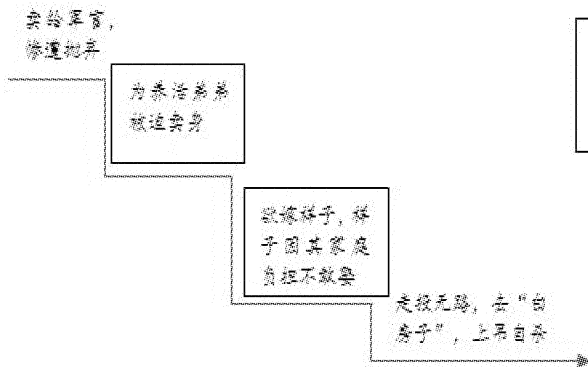 卖给军官，
惨遭抛弃
为养活弟弟
被迫卖身
欲嫁祥子，祥
子因其家庭
负担不敢娶
走投无路，去“白
房子”，上吊自杀